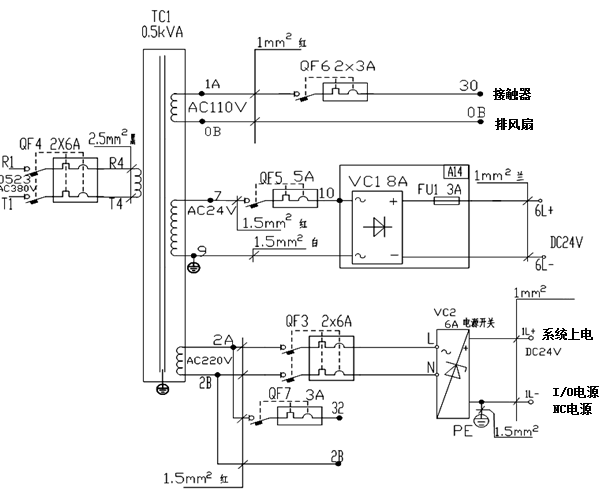 TC1
0.5kVA
1mm² 红
QF6 2×3A
1A
30
接触器
AC110V
0B
0B
排风扇
2.5mm² 黑
QF4 2X6A
R1
R4
0523
AC380V
T1
T4
QF5 5A
7
10
AC24V
1.5mm² 红
1.5mm² 白
9
VC1 8A
A14
FU1 3A
1mm² 兰
~
+
~
-
6L+
DC24V
6L-
QF3 2x6A
2A
AC220V
2B
L
N
VC2
6A 电源开关
~
+
1mm²
1L+
系统上电
DC24V
1L-
I/O电源
NC电源
PE
1.5mm²
QF7 3A
32
2B
1.5mm² 红